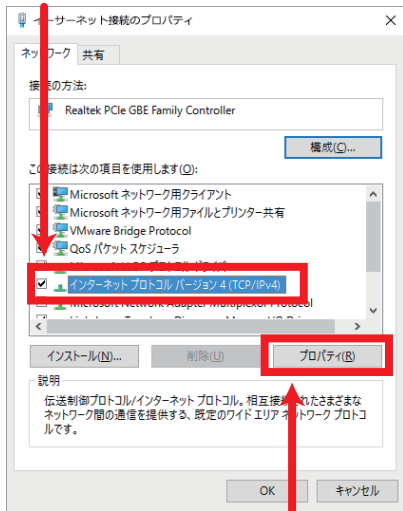 イーサーネット接続のプロパティ
ネットワーク 共有
接続の方法:
Realtek PCIe GBE Family Controller
構成(C)...
この接続は次の項目を使用します(O):
Microsoft ネットワーク用クライアント
Microsoft ネットワーク用ファイルとプリンター共有
VMware Bridge Protocol
QoS パケット スケジューラ
インターネット プロトコル バージョン 4 (TCP/IPv4)
Microsoft Network Adapter Multiplexor Protocol
インストール(N)... 削除(U) プロパティ(R)
説明
伝送制御プロトコル/インターネット プロトコル。相互接続されたさまざまな
ネットワーク間の通信を提供する、既定のワイド エリア ネットワーク プロトコ
ルです。
OK キャンセル